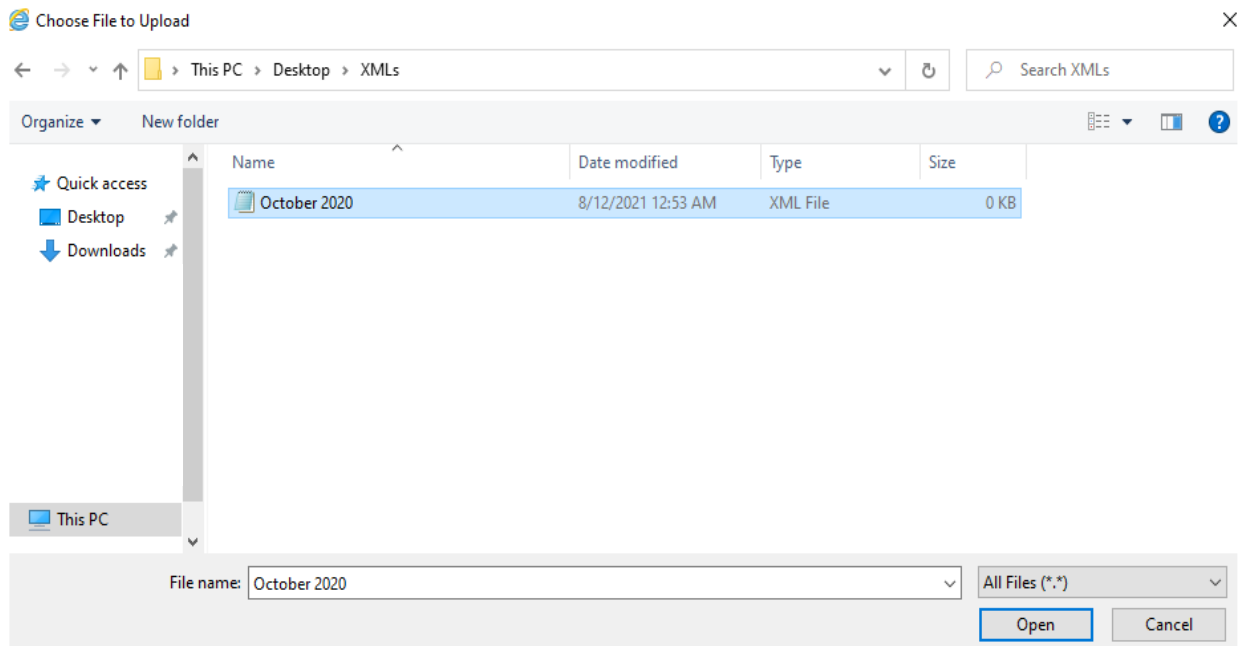 Choose File to Upload
This PC > Desktop > XMLs
Search XMLs
Organize
New folder
?
Name
Date modified
Type
Size
Quick access
October 2020
8/12/2021 12:53 AM
XML File
0 KB
Desktop
Downloads
This PC
File name:
October 2020
All Files (*.*)
Open
Cancel